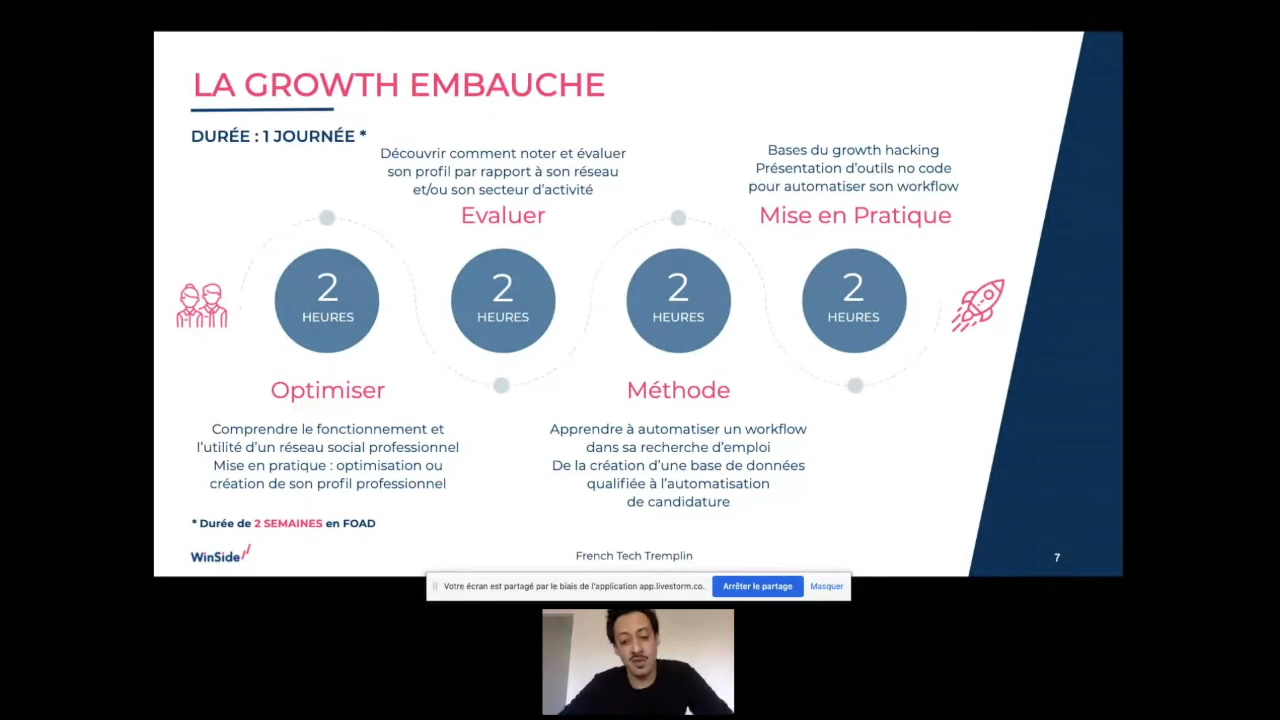 LA GROWTH EMBAUCHE
DURÉE : 1 JOURNÉE *
Découvrir comment noter et évaluer
son profil par rapport à son réseau
et/ou son secteur d'activité
Evaluer
Bases du growth hacking
Présentation d'outils no code
pour automatiser son workflow
Mise en Pratique
2
HEURES
2
HEURES
2
HEURES
2
HEURES
Optimiser
Comprendre le fonctionnement et
l'utilité d'un réseau social professionnel
Mise en pratique : optimisation ou
création de son profil professionnel
Méthode
Apprendre à automatiser un workflow
dans sa recherche d'emploi
De la création d'une base de données
qualifiée à l'automatisation
de candidature
* Durée de 2 SEMAINES en FOAD
WinSide
French Tech Tremplin
7
Votre écran est partagé par le biais de l'application app.livestorm.co.
Arrêter le partage
Masquer